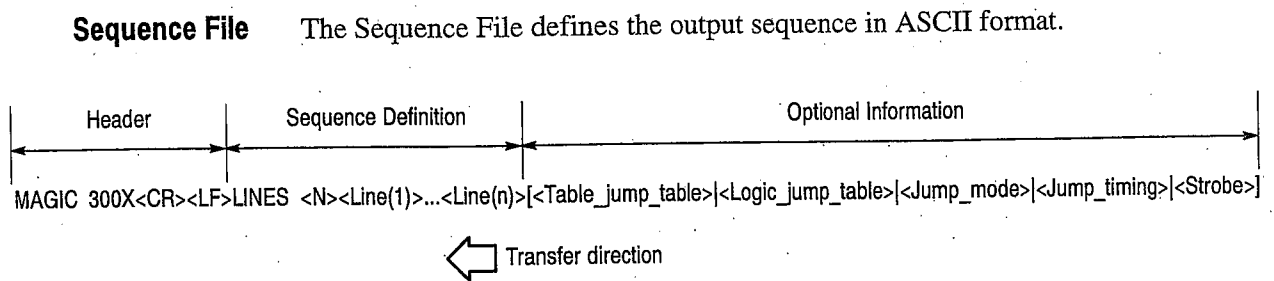 Sequence File The Sequence File defines the output sequence in ASCII format.
Header Sequence Definition Optional Information
MAGIC 300X<CR><LF>LINES <N><Line(1)>...<Line(n)>[<Table_jump_table>|<Logic_jump_table>|<Jump_mode>|<Jump_timing>|<Strobe>]
Transfer direction